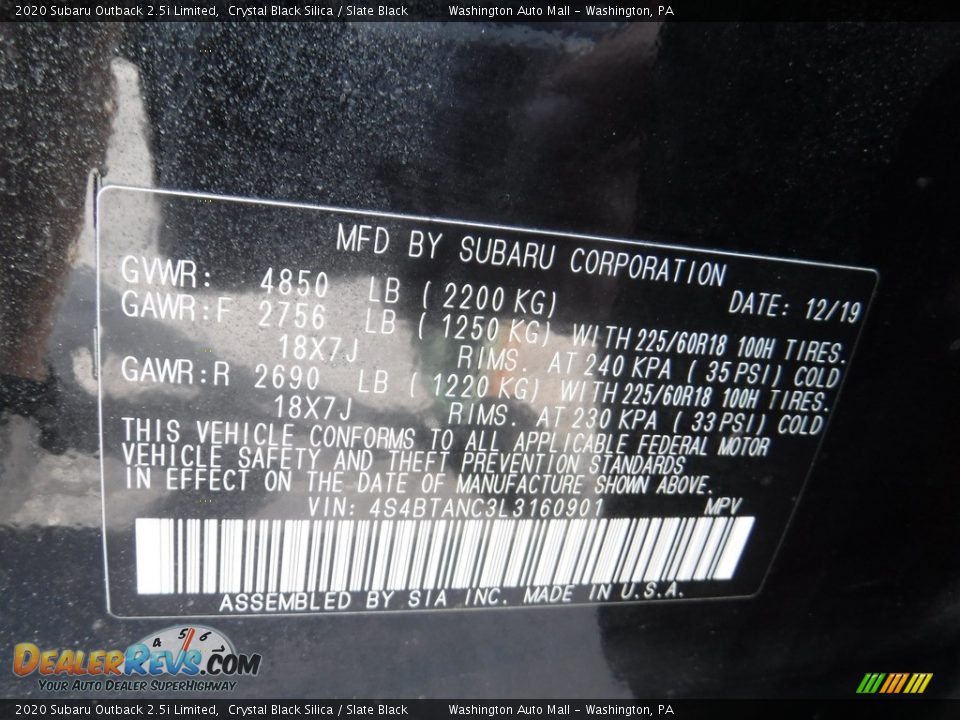 2020 Subaru Outback 2.5i Limited, Crystal Black Silica / Slate Black Washington Auto Mall - Washington, PA
MFD BY SUBARU CORPORATION
GVWR: 4850 LB (2200 KG) DATE: 12/19
GAWR:F 2756 LB (1250 KG) WITH 225/60R18 100H TIRES.
18X7J RIMS. AT 240 KPA (35 PSI) COLD
GAWR:R 2690 LB (1220 KG) WITH 225/60R18 100H TIRES.
18X7J RIMS. AT 230 KPA (33 PSI) COLD
THIS VEHICLE CONFORMS TO ALL APPLICABLE FEDERAL MOTOR
VEHICLE SAFETY AND THEFT PREVENTION STANDARDS
IN EFFECT ON THE DATE OF MANUFACTURE SHOWN ABOVE.
VIN: 4S4BTANC3L3160901 MPV
ASSEMBLED BY SIA INC. MADE IN U.S.A.
4 5 6 7
DEALERREVS.COM
YOUR AUTO DEALER SUPERHIGHWAY
2020 Subaru Outback 2.5i Limited, Crystal Black Silica / Slate Black Washington Auto Mall - Washington, PA